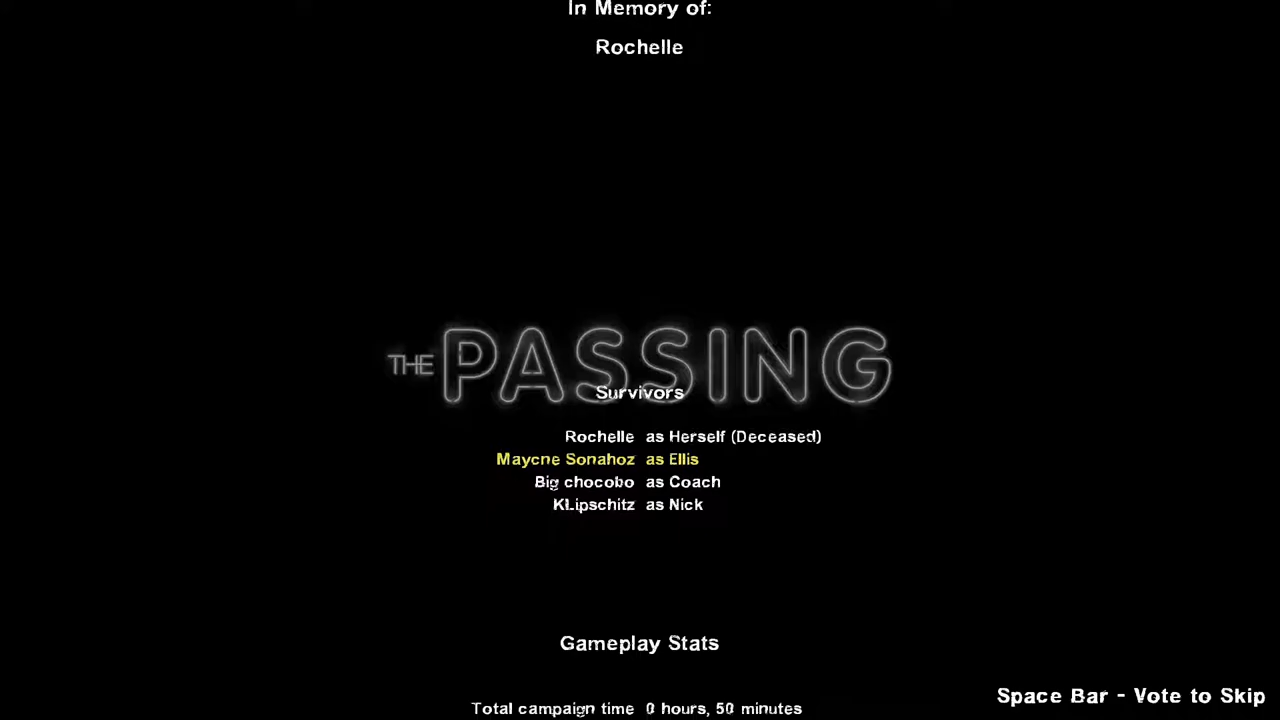 In Memory of:
Rochelle
THE PASSING
Survivors
Rochelle as Herself (Deceased)
Maycne Sonahoz as Ellis
Big chocobo as Coach
KLipschitz as Nick
Gameplay Stats
Space Bar - Vote to Skip
Total campaign time 0 hours, 50 minutes